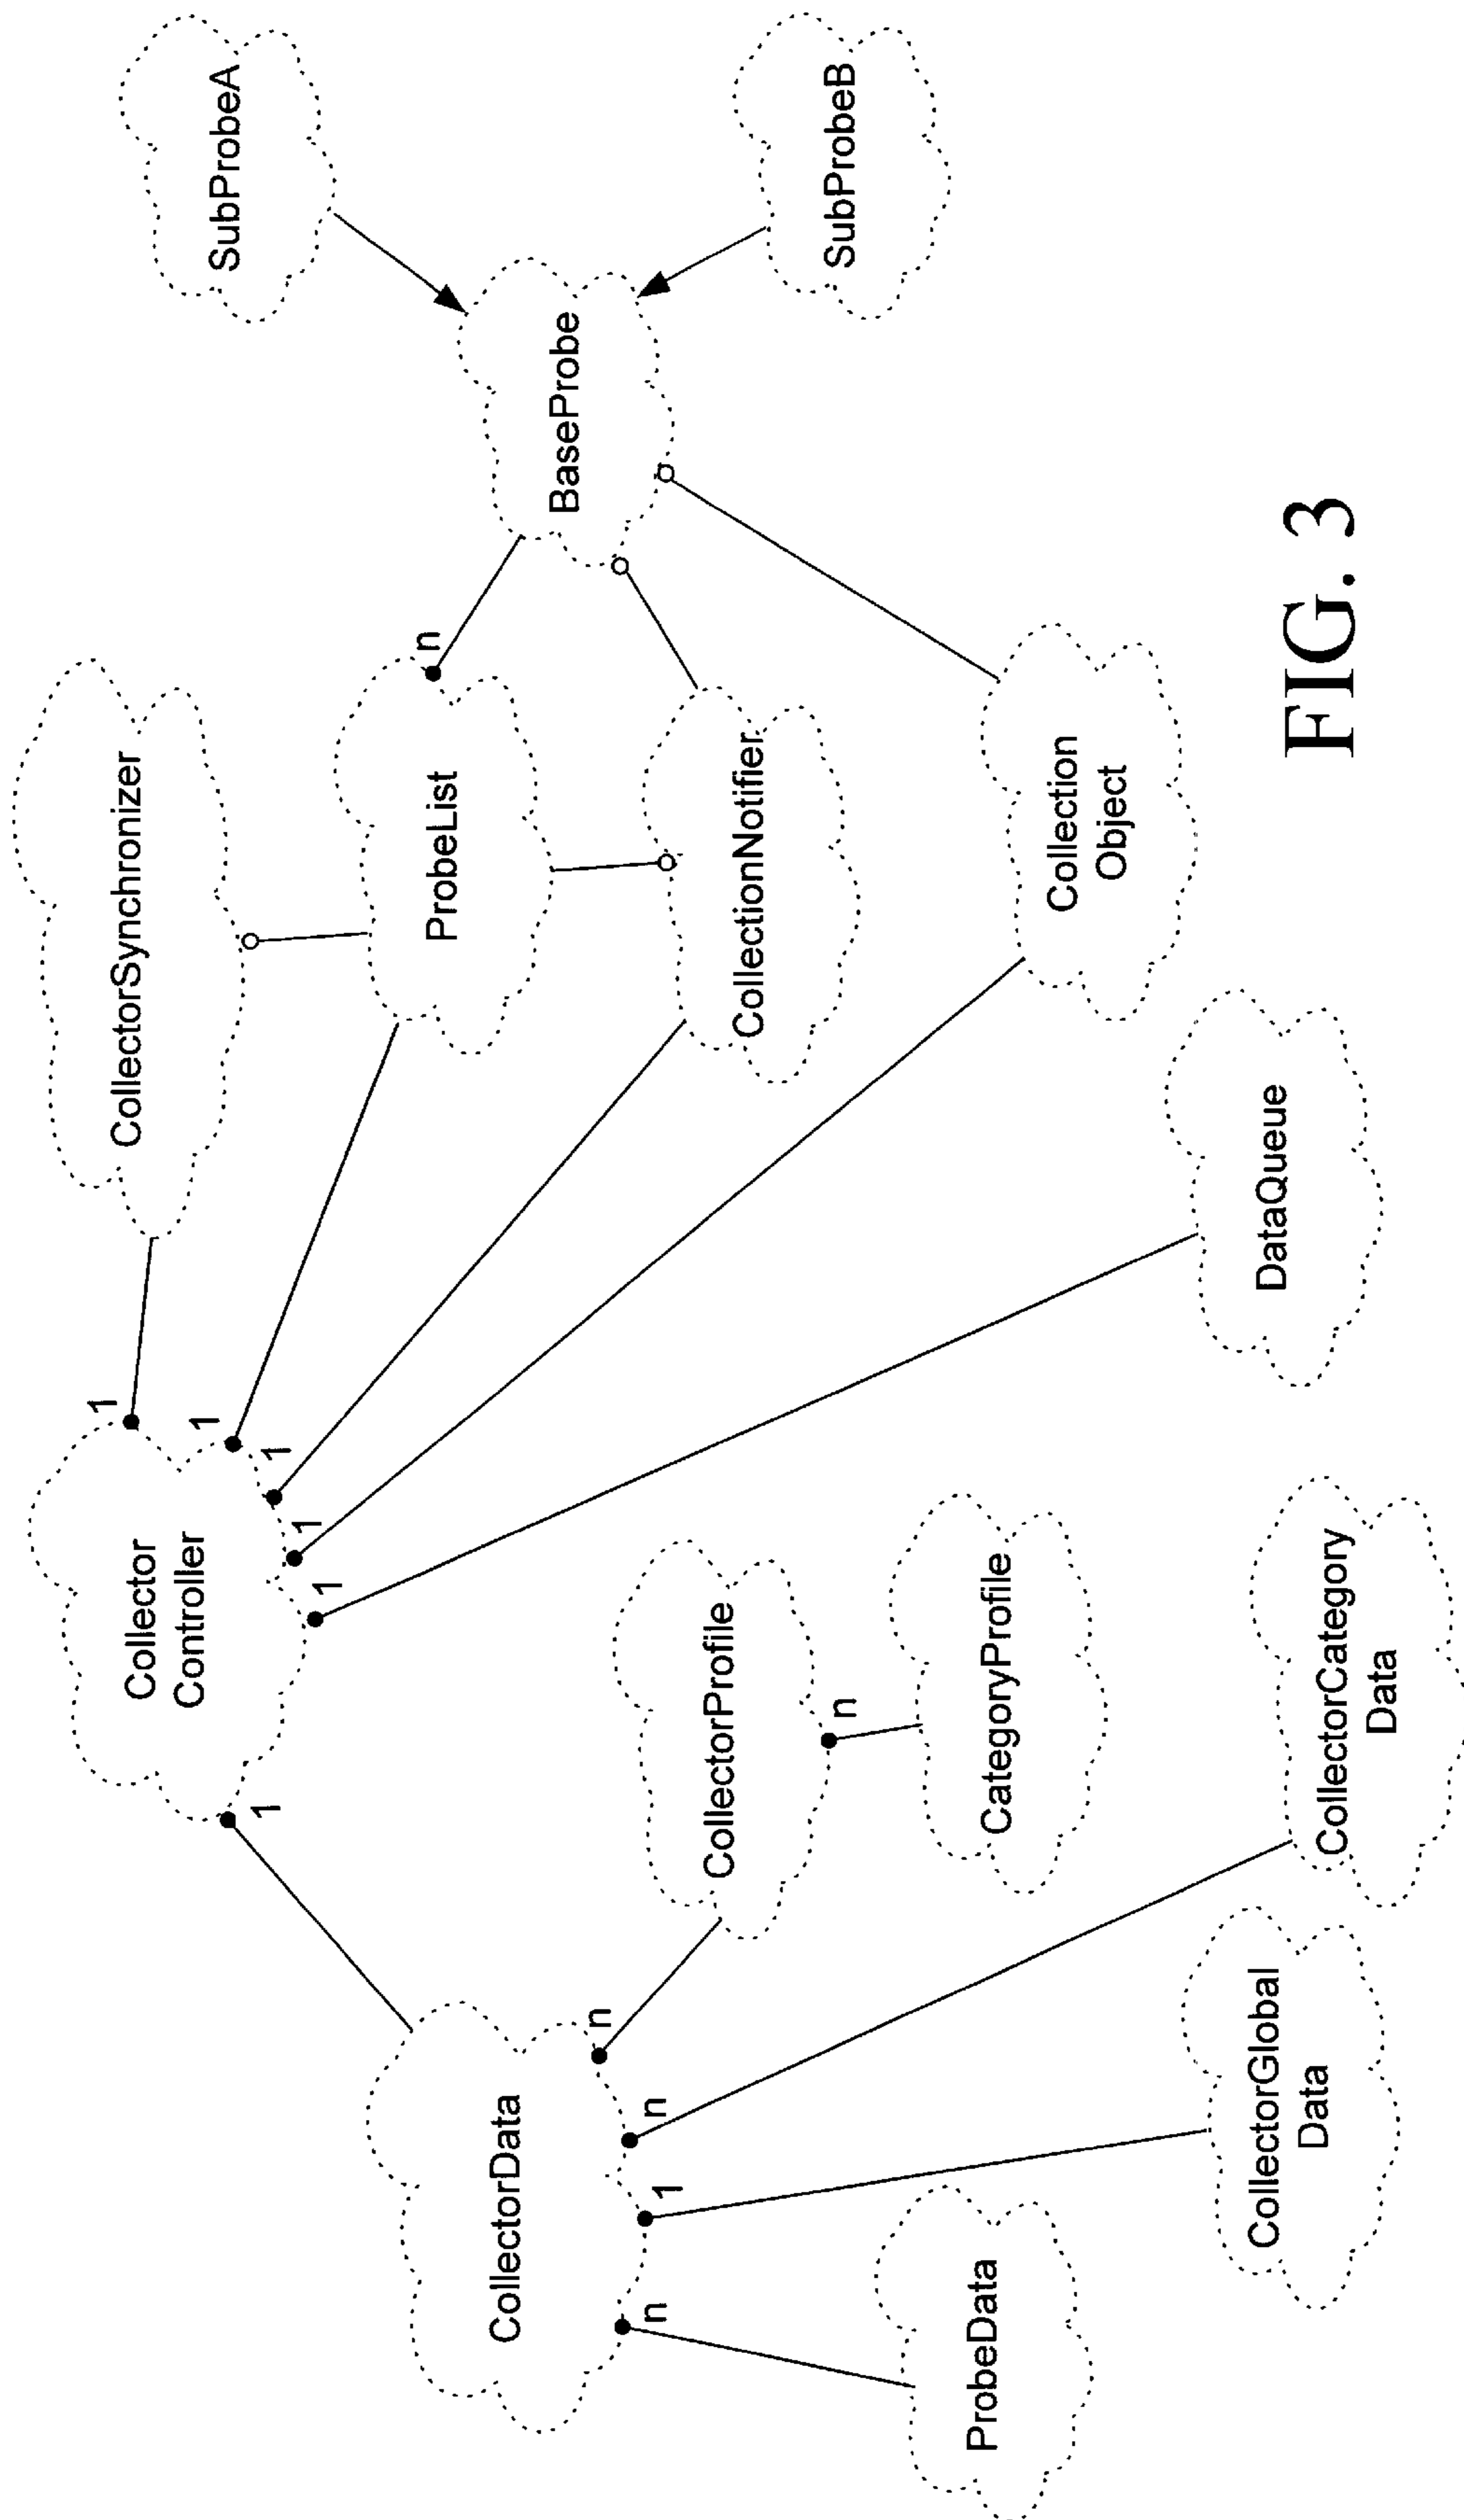 Collector
Controller
1
1
1
1
1
1
CollectorSynchronizer
SubProbeA
ProbeList
n
BaseProbe
CollectorData
n
n
1
n
CollectorProfile
n
CollectionNotifier
SubProbeB
ProbeData
CategoryProfile
Collection
Object
CollectorGlobal
Data
CollectorCategory
Data
DataQueue
FIG. 3